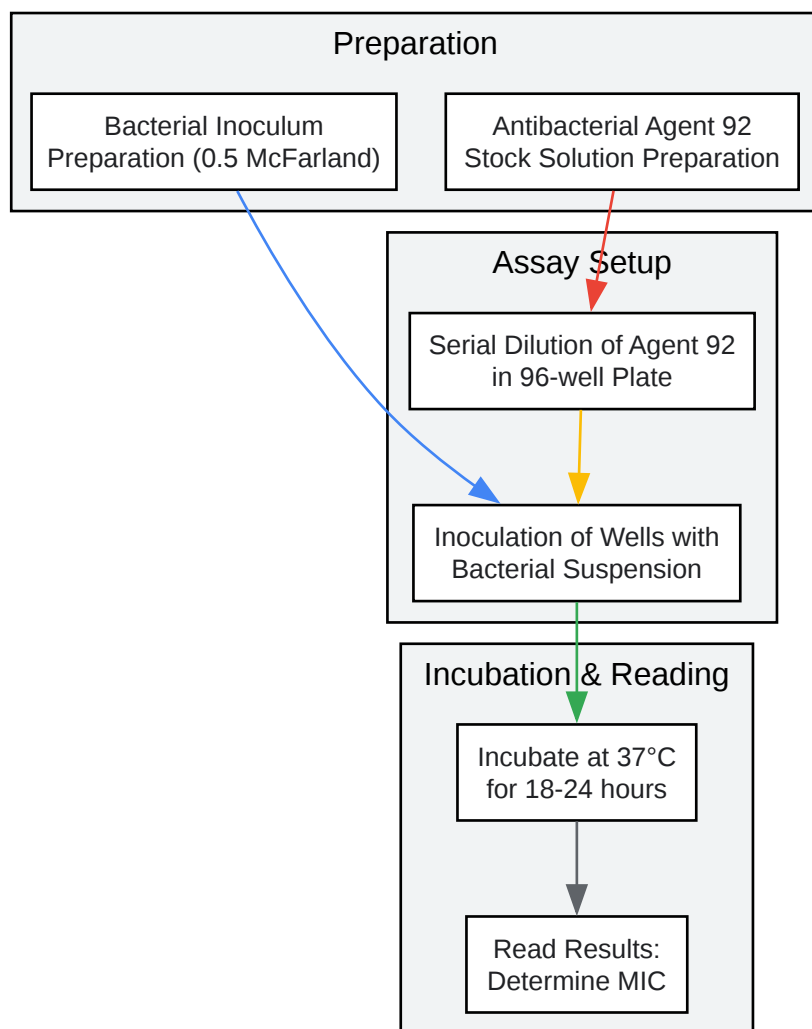 Preparation
Bacterial Inoculum
Preparation (0.5 McFarland)
Antibacterial Agent 92
Stock Solution Preparation
Assay Setup
Serial Dilution of Agent 92
in 96-well Plate
Inoculation of Wells with
Bacterial Suspension
Incubation & Reading
Incubate at 37°C
for 18-24 hours
Read Results:
Determine MIC